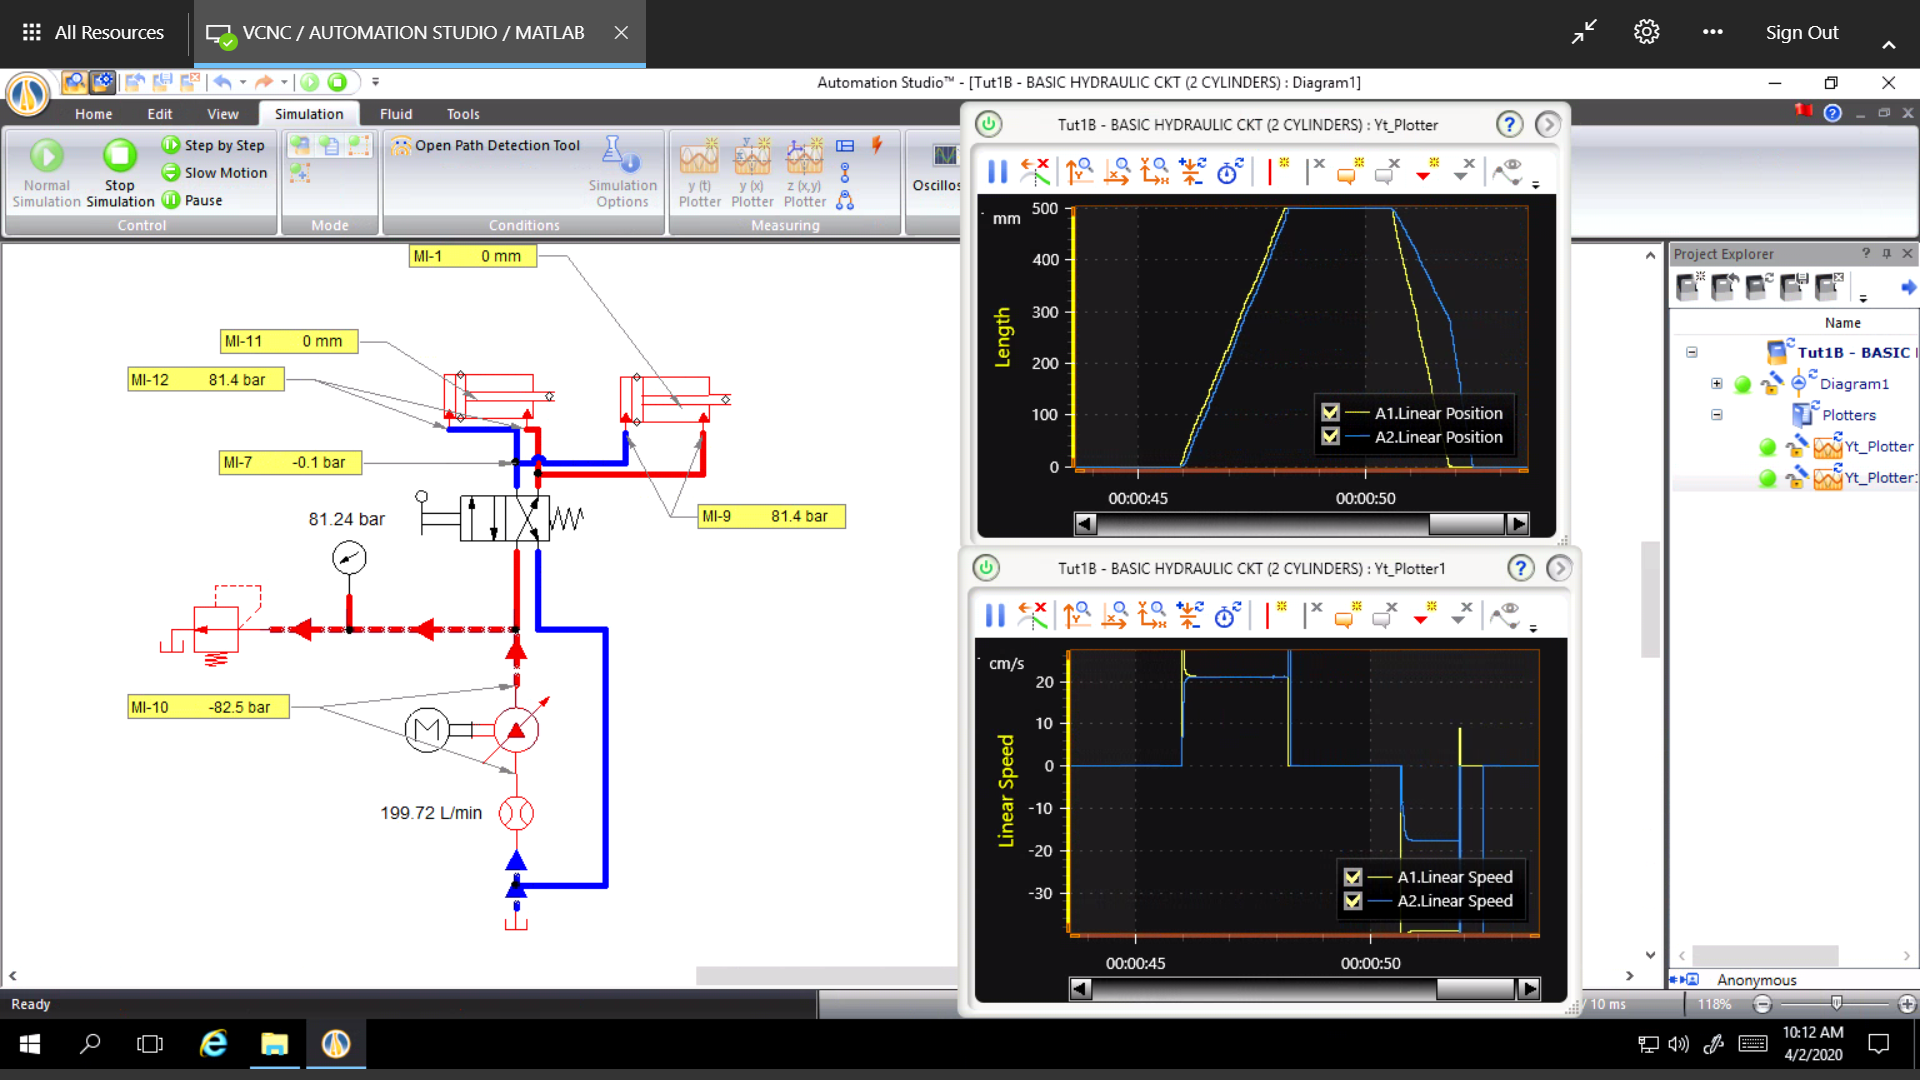 All Resources
VCNC / AUTOMATION STUDIO / MATLAB
Sign Out
Automation Studio™ - [Tut1B - BASIC HYDRAULIC CKT (2 CYLINDERS) : Diagram1]
Home
Edit
View
Simulation
Fluid
Tools
Normal Simulation
Stop Simulation
Step by Step
Slow Motion
Pause
Control
Mode
Open Path Detection Tool
Simulation Options
Conditions
y (t) Plotter
y (x) Plotter
z (x,y) Plotter
Measuring
Oscillos
MI-1 0 mm
MI-11 0 mm
MI-12 81.4 bar
MI-7 -0.1 bar
MI-9 81.4 bar
81.24 bar
MI-10 -82.5 bar
M
199.72 L/min
Tut1B - BASIC HYDRAULIC CKT (2 CYLINDERS) : Yt_Plotter
mm
500
400
300
200
100
0
Length
A1.Linear Position
A2.Linear Position
00:00:45
00:00:50
Tut1B - BASIC HYDRAULIC CKT (2 CYLINDERS) : Yt_Plotter1
cm/s
20
10
0
-10
-20
-30
Linear Speed
A1.Linear Speed
A2.Linear Speed
00:00:45
00:00:50
Project Explorer
Name
Tut1B - BASIC
Diagram1
Plotters
Yt_Plotter
Yt_Plotter
Anonymous
Ready
/ 10 ms
118%
10:12 AM
4/2/2020